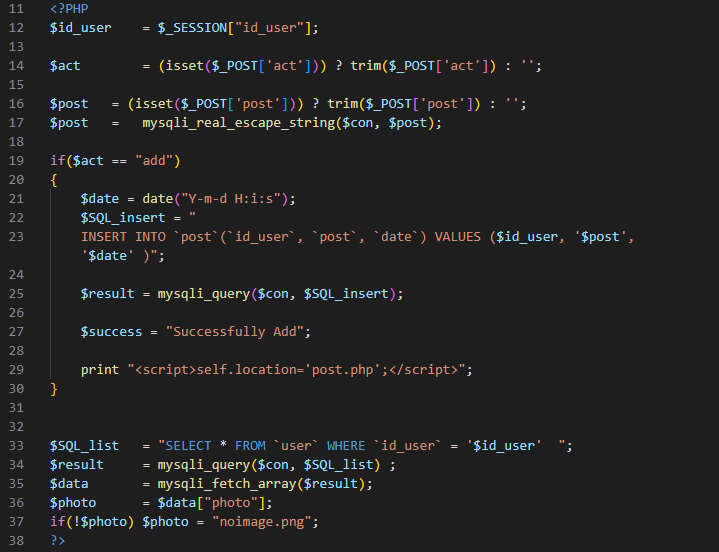 11 <?PHP
12 $id_user    = $_SESSION["id_user"];
13
14 $act        = (isset($_POST['act'])) ? trim($_POST['act']) : '';
15
16 $post   = (isset($_POST['post'])) ? trim($_POST['post']) : '';
17 $post   =   mysqli_real_escape_string($con, $post);
18
19 if($act == "add")
20 {
21     $date = date("Y-m-d H:i:s");
22     $SQL_insert = "
23     INSERT INTO `post`(`id_user`, `post`, `date`) VALUES ($id_user, '$post',
    '$date' )";
24
25     $result = mysqli_query($con, $SQL_insert);
26
27     $success = "Successfully Add";
28
29     print "<script>self.location='post.php';</script>";
30 }
31
32
33 $SQL_list   = "SELECT * FROM `user` WHERE `id_user` = '$id_user'  ";
34 $result     = mysqli_query($con, $SQL_list) ;
35 $data       = mysqli_fetch_array($result);
36 $photo      = $data["photo"];
37 if(!$photo) $photo = "noimage.png";
38 ?>